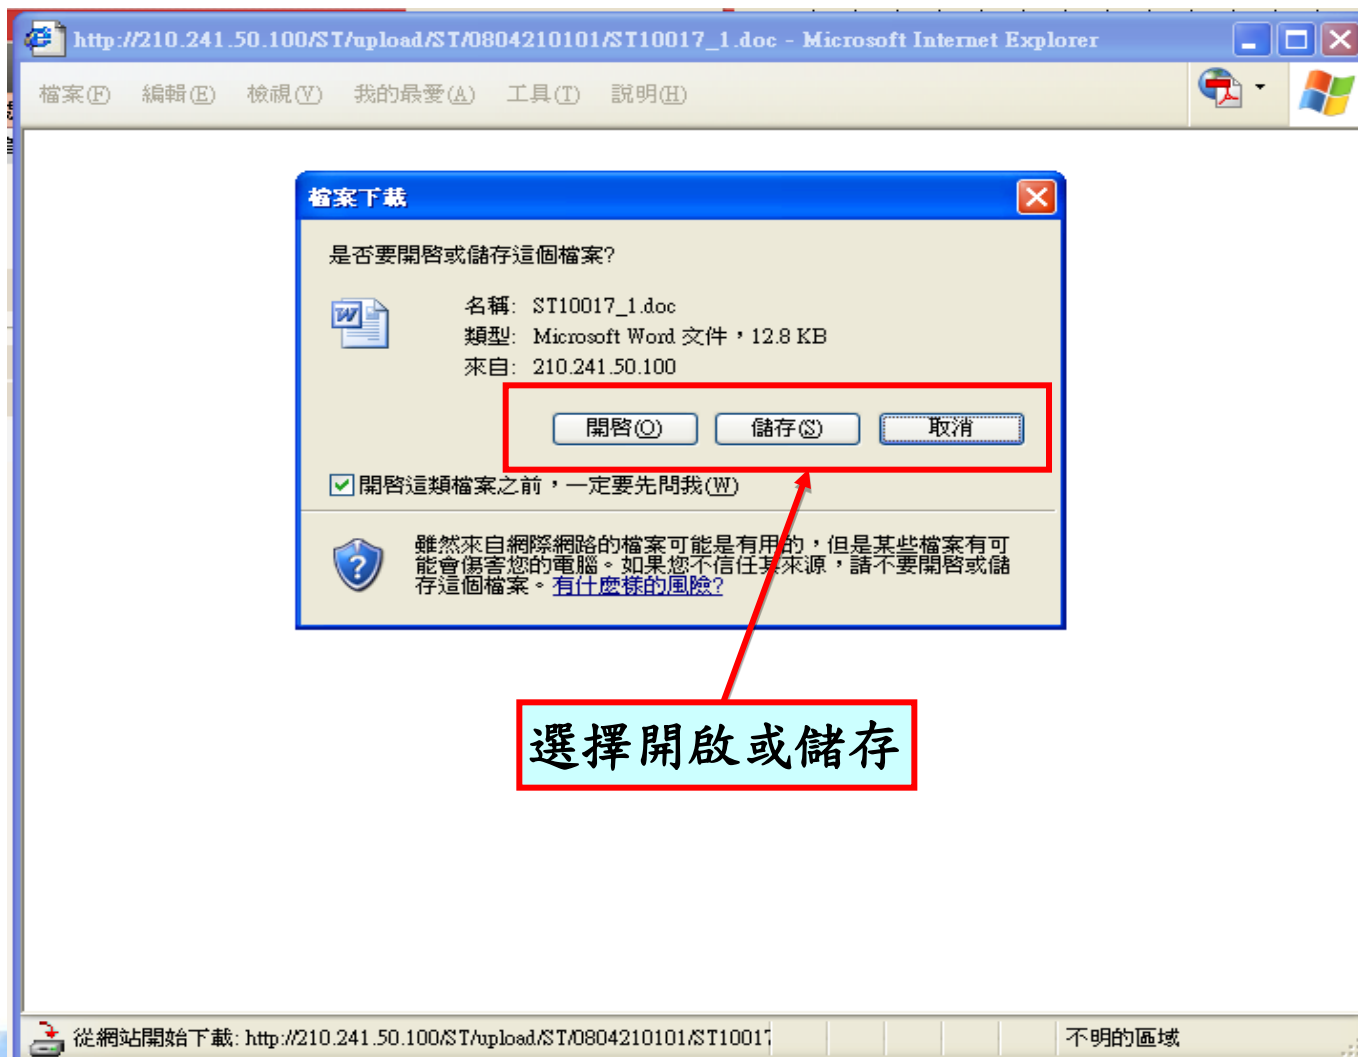 http://210.241.50.100/ST/upload/ST/0804210101/ST10017_1.doc - Microsoft Internet Explorer
檔案(F) 編輯(E) 檢視(V) 我的最愛(A) 工具(T) 說明(H)
檔案下載
是否要開啓或儲存這個檔案?
名稱: ST10017_1.doc
類型: Microsoft Word 文件，12.8 KB
來自: 210.241.50.100
開啓(O) 儲存(S) 取消
開啓這類檔案之前，一定要先問我(W)
雖然來自網際網路的檔案可能是有用的，但是某些檔案有可
能會傷害您的電腦。如果您不信任其來源，請不要開啓或儲
存這個檔案。有什麼樣的風險?
選擇開啟或儲存
從網站開始下載: http://210.241.50.100/ST/upload/ST/0804210101/ST10017 不明的區域